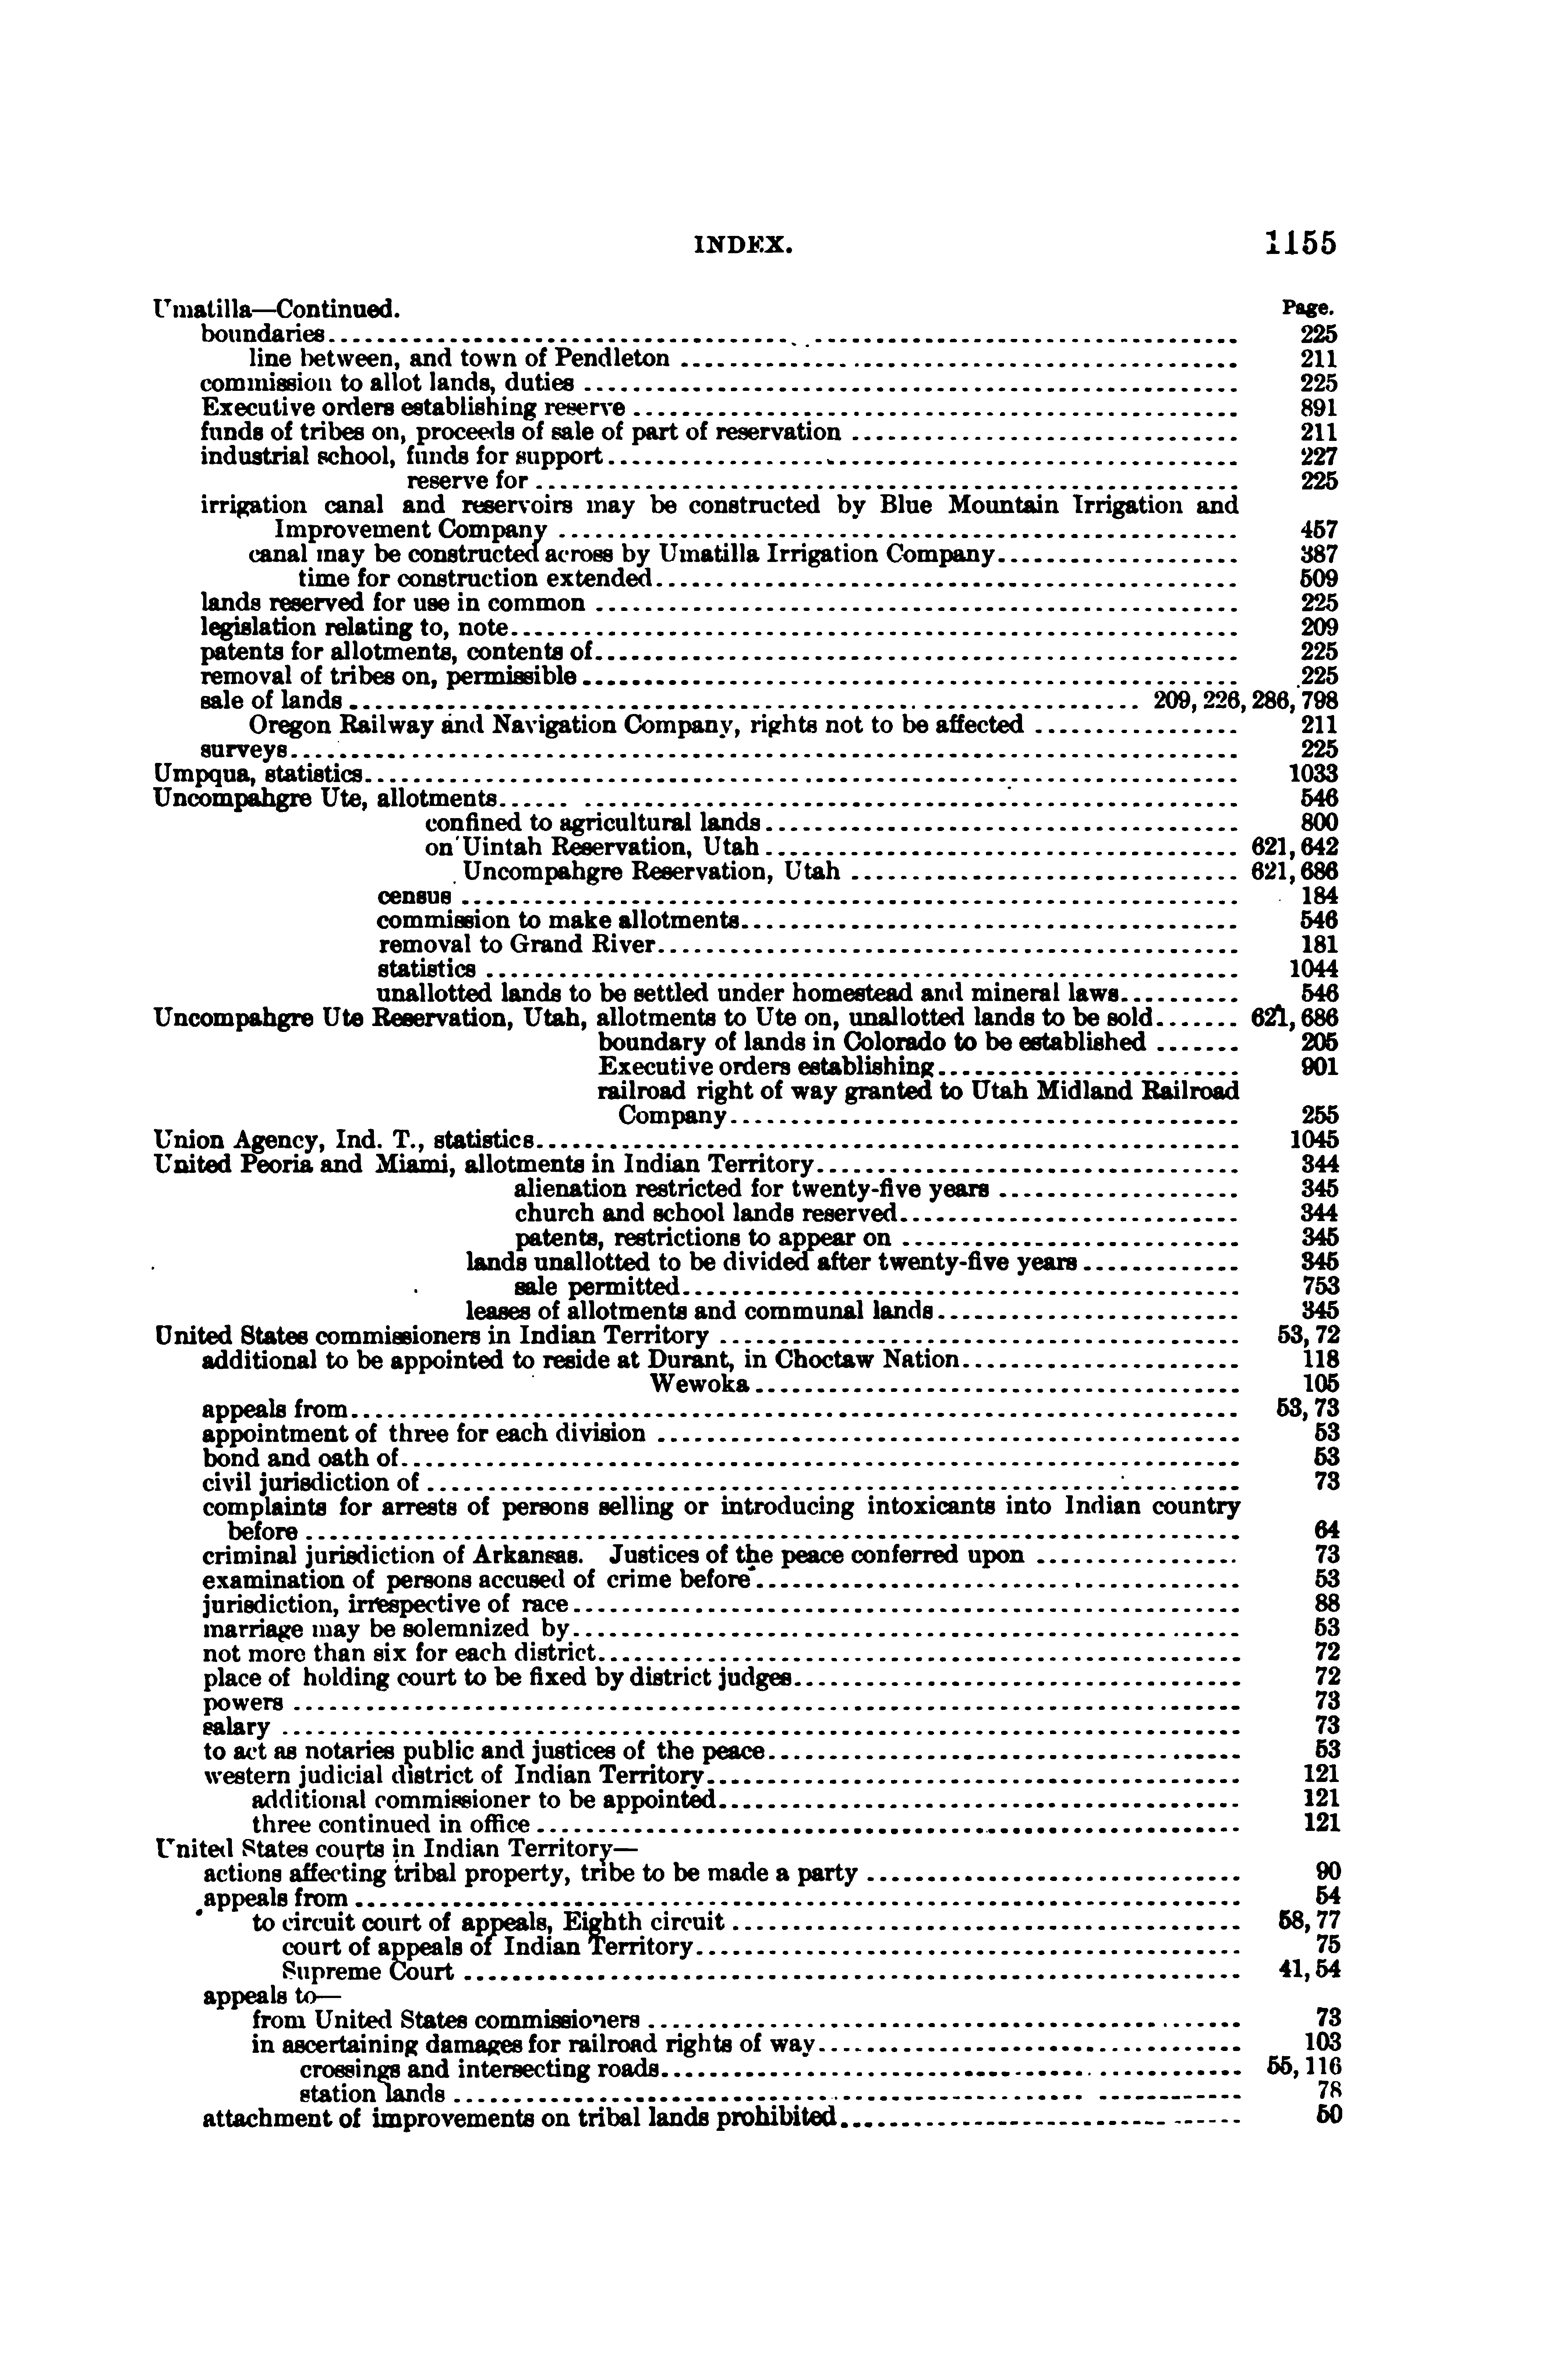 INDEX. 1155
Umatilla—Continued. Page.
boundaries 225
line between, and town of Pendleton 211
commission to allot lands, duties 225
Executive orders establishing reserve 891
funds of tribes on, proceeds of sale of part of reservation 211
industrial school, funds for support 227
reserve for 225
irrigation canal and reservoirs may be constructed by Blue Mountain Irrigation and
Improvement Company 457
canal may be constructed across by Umatilla Irrigation Company 387
time for construction extended 509
lands reserved for use in common 225
legislation relating to, note 209
patents for allotments, contents of 225
removal of tribes on, permissible 225
sale of lands 209, 226, 286, 798
Oregon Railway and Navigation Company, rights not to be affected 211
surveys 225
Umpqua, statistics 1033
Uncompahgre Ute, allotments 546
confined to agricultural lands 800
on Uintah Reservation, Utah 621, 642
Uncompahgre Reservation, Utah 621, 686
census 184
commission to make allotments 546
removal to Grand River 181
statistics 1044
unallotted lands to be settled under homestead and mineral laws 546
Uncompahgre Ute Reservation, Utah, allotments to Ute on, unallotted lands to be sold 621, 686
boundary of lands in Colorado to be established 205
Executive orders establishing 901
railroad right of way granted to Utah Midland Railroad
Company 255
Union Agency, Ind. T., statistics 1045
United Peoria and Miami, allotments in Indian Territory 344
alienation restricted for twenty-five years 345
church and school lands reserved 344
patents, restrictions to appear on 345
lands unallotted to be divided after twenty-five years 345
sale permitted 753
leases of allotments and communal lands 345
United States commissioners in Indian Territory 53, 72
additional to be appointed to reside at Durant, in Choctaw Nation 118
Wewoka 105
appeals from 53, 73
appointment of three for each division 53
bond and oath of 53
civil jurisdiction of 73
complaints for arrests of persons selling or introducing intoxicants into Indian country
before 64
criminal jurisdiction of Arkansas. Justices of the peace conferred upon 73
examination of persons accused of crime before 53
jurisdiction, irrespective of race 88
marriage may be solemnized by 53
not more than six for each district 72
place of holding court to be fixed by district judges 72
powers 73
salary 73
to act as notaries public and justices of the peace 53
western judicial district of Indian Territory 121
additional commissioner to be appointed 121
three continued in office 121
United States courts in Indian Territory—
actions affecting tribal property, tribe to be made a party 90
appeals from 54
to circuit court of appeals, Eighth circuit 58, 77
court of appeals of Indian Territory 75
Supreme Court 41, 54
appeals to—
from United States commissioners 73
in ascertaining damages for railroad rights of way 103
crossings and intersecting roads 55, 116
station lands 78
attachment of improvements on tribal lands prohibited 50